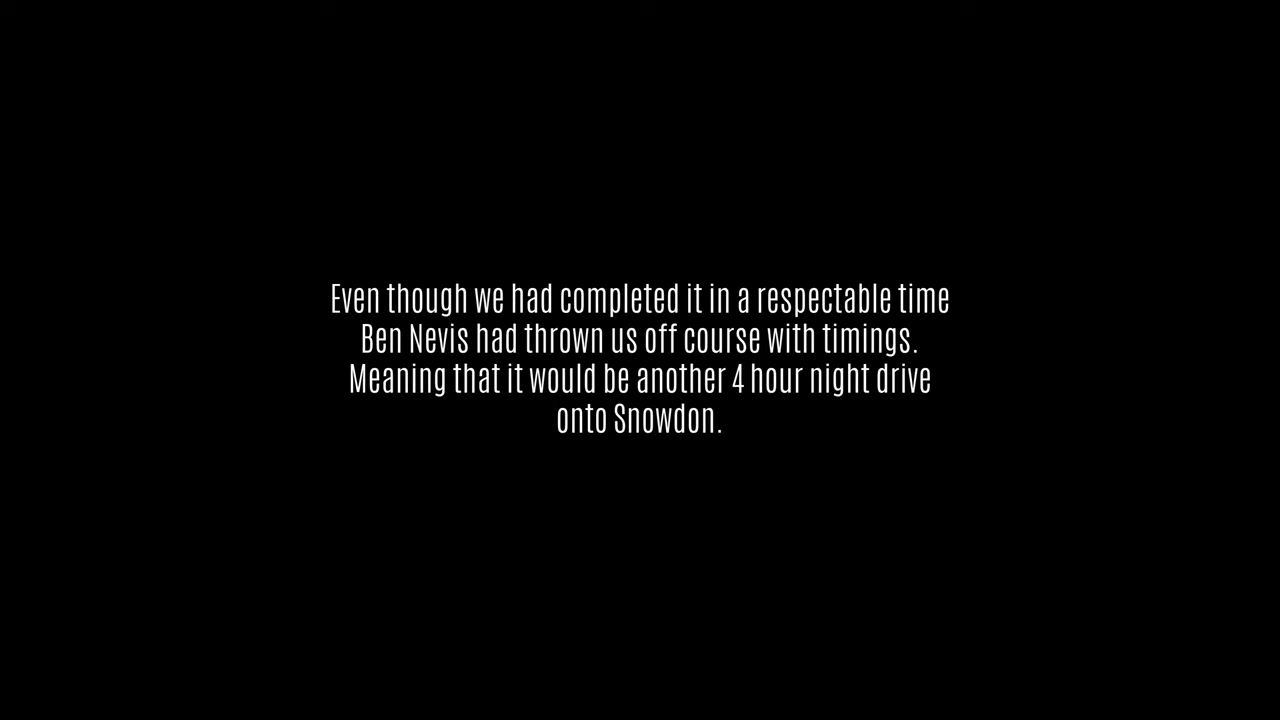 Even though we had completed it in a respectable time
Ben Nevis had thrown us off course with timings.
Meaning that it would be another 4 hour night drive
onto Snowdon.